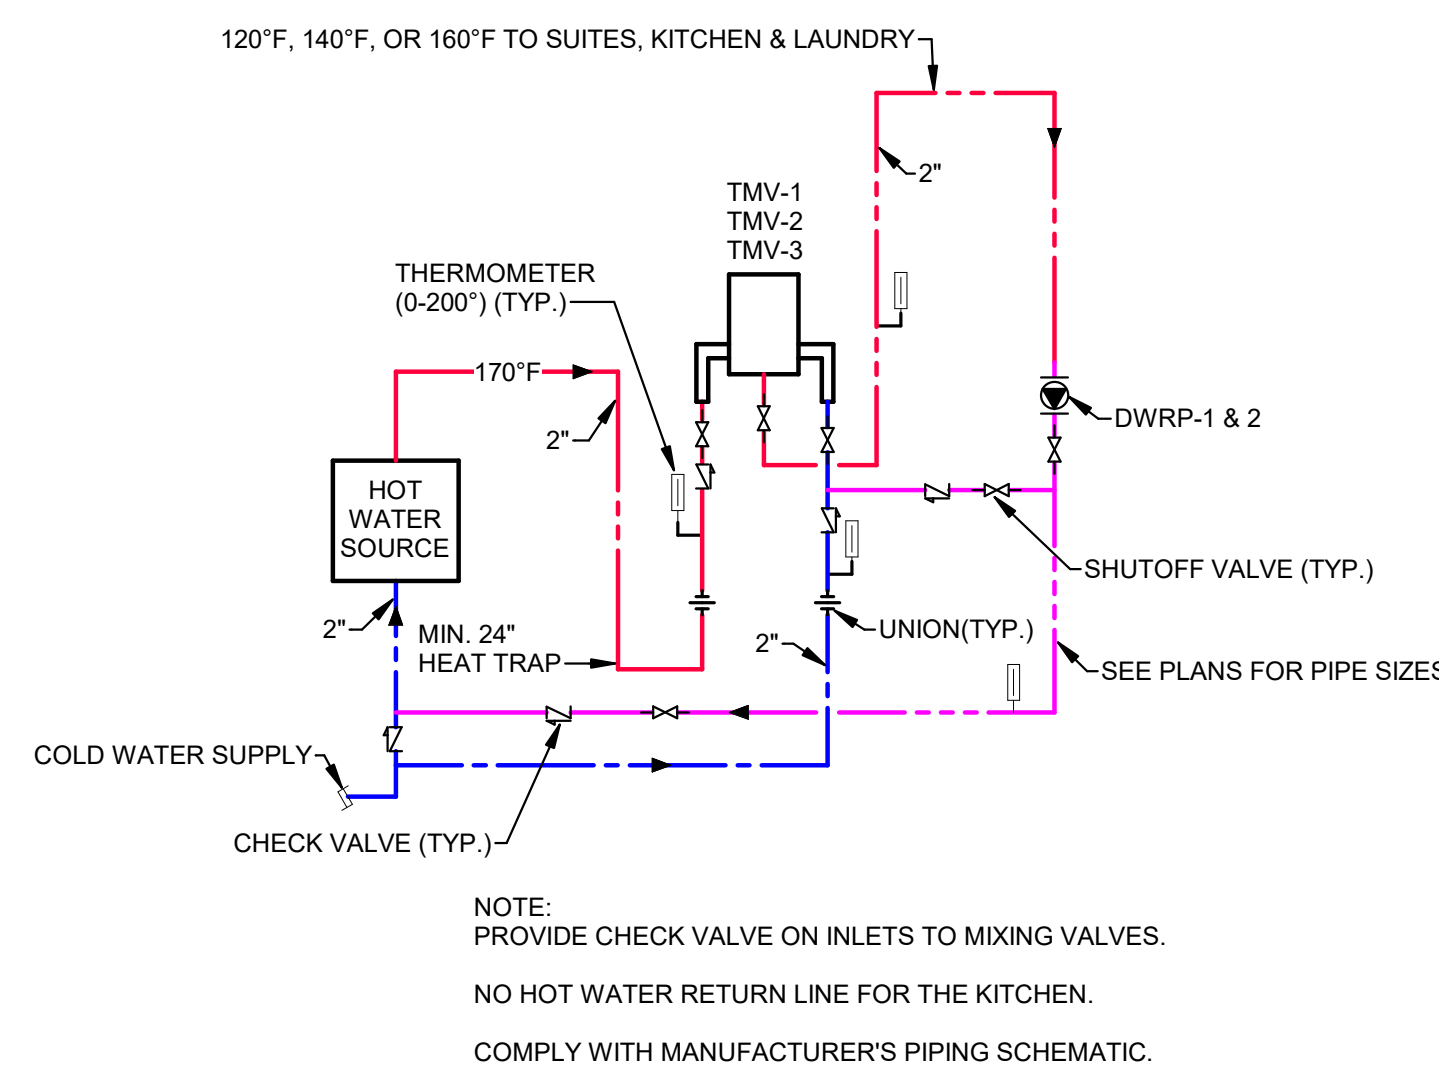 120°F, 140°F, OR 160°F TO SUITES, KITCHEN & LAUNDRY
2"
TMV-1
TMV-2
TMV-3
THERMOMETER
(0-200°) (TYP.)
170°F
2"
DWRP-1 & 2
HOT
WATER
SOURCE
SHUTOFF VALVE (TYP.)
2"
MIN. 24"
HEAT TRAP
2"
UNION(TYP.)
SEE PLANS FOR PIPE SIZES
COLD WATER SUPPLY
CHECK VALVE (TYP.)
NOTE:
PROVIDE CHECK VALVE ON INLETS TO MIXING VALVES.
NO HOT WATER RETURN LINE FOR THE KITCHEN.
COMPLY WITH MANUFACTURER'S PIPING SCHEMATIC.